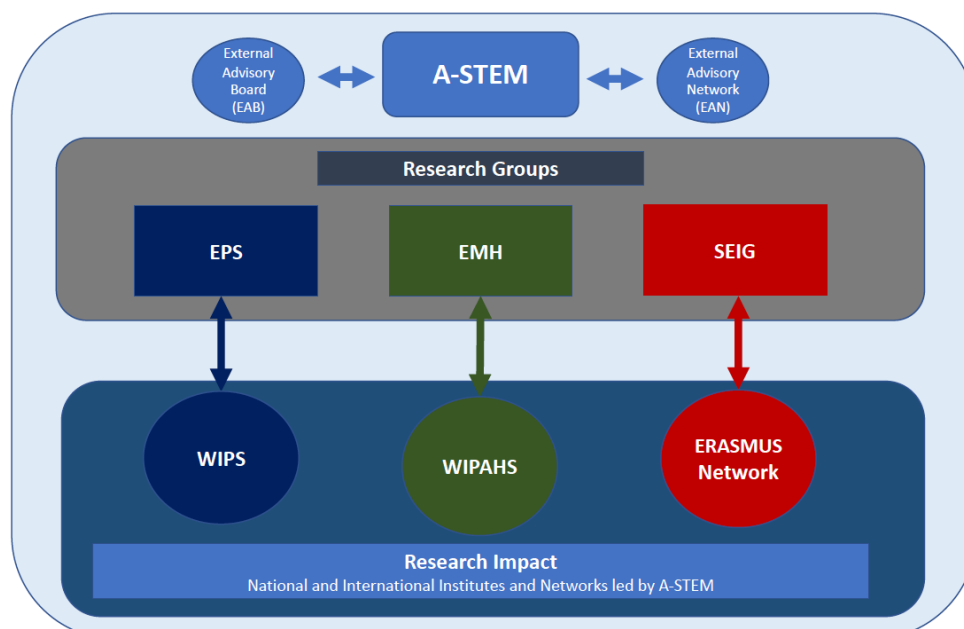 External
Advisory
Board
(EAB)
A-STEM
External
Advisory
Network
(EAN)
Research Groups
EPS
EMH
SEIG
WIPS
WIPAHS
ERASMUS
Network
Research Impact
National and International Institutes and Networks led by A-STEM